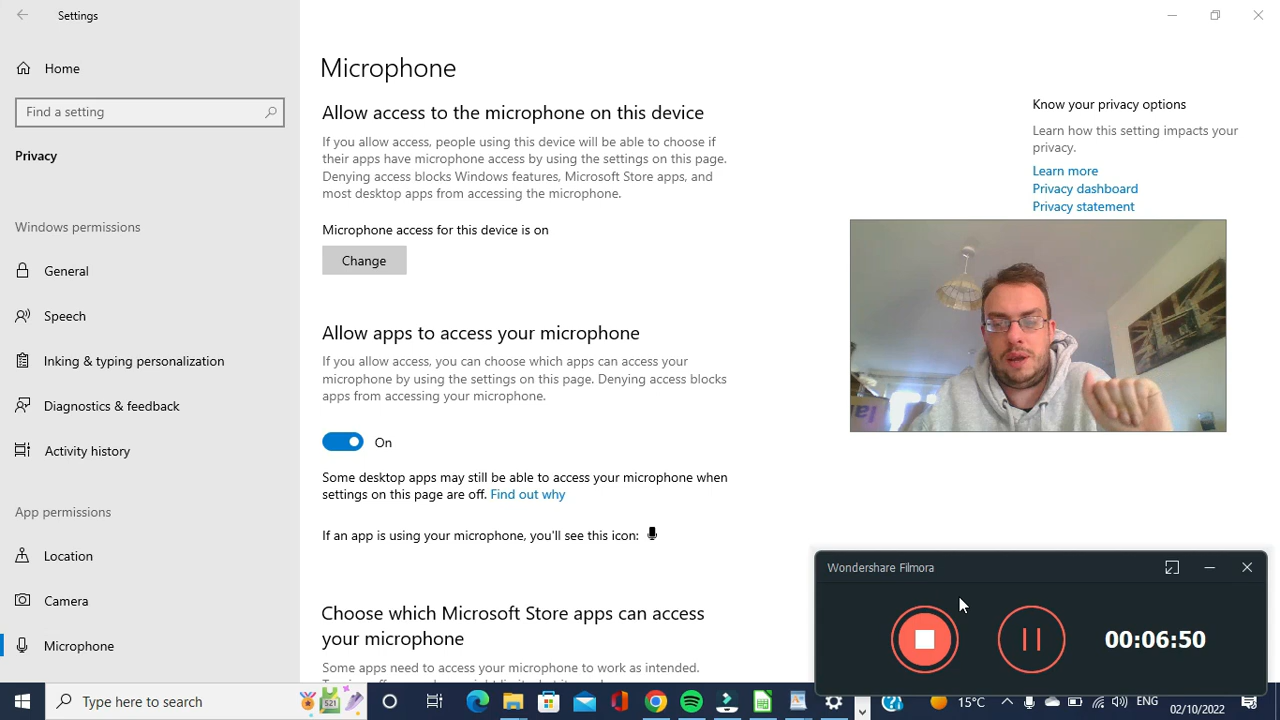 Settings
Home
Find a setting
Privacy
Windows permissions
General
Speech
Inking & typing personalization
Diagnostics & feedback
Activity history
App permissions
Location
Camera
Microphone
Microphone
Allow access to the microphone on this device
If you allow access, people using this device will be able to choose if
their apps have microphone access by using the settings on this page.
Denying access blocks Windows features, Microsoft Store apps, and
most desktop apps from accessing the microphone.
Microphone access for this device is on
Change
Allow apps to access your microphone
If you allow access, you can choose which apps can access your
microphone by using the settings on this page. Denying access blocks
apps from accessing your microphone.
On
Some desktop apps may still be able to access your microphone when
settings on this page are off. Find out why
If an app is using your microphone, you'll see this icon:
Choose which Microsoft Store apps can access
your microphone
Some apps need to access your microphone to work as intended.
Know your privacy options
Learn how this setting impacts your
privacy.
Learn more
Privacy dashboard
Privacy statement
Wondershare Filmora
00:06:50
Type here to search
521
15°C
ENG
02/10/2022